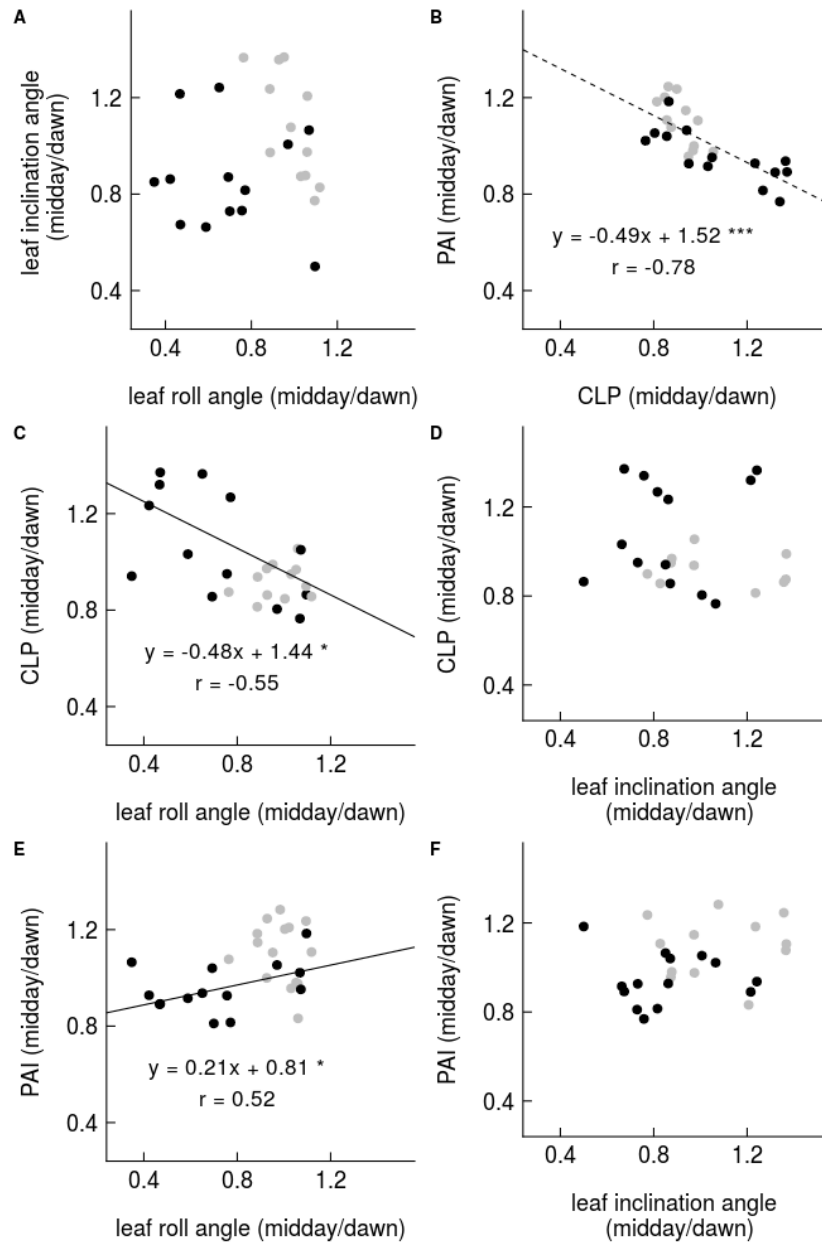 A
leaf inclination angle
(midday/dawn)
1.2
0.8
0.4
0.4 0.8 1.2
leaf roll angle (midday/dawn)
B
PAI (midday/dawn)
1.2
0.8
0.4
y = -0.49x + 1.52 ***
r = -0.78
0.4 0.8 1.2
CLP (midday/dawn)
C
CLP (midday/dawn)
1.2
0.8
0.4
y = -0.48x + 1.44 *
r = -0.55
0.4 0.8 1.2
leaf roll angle (midday/dawn)
D
CLP (midday/dawn)
1.2
0.8
0.4
0.4 0.8 1.2
leaf inclination angle
(midday/dawn)
E
PAI (midday/dawn)
1.2
0.8
0.4
y = 0.21x + 0.81 *
r = 0.52
0.4 0.8 1.2
leaf roll angle (midday/dawn)
F
PAI (midday/dawn)
1.2
0.8
0.4
0.4 0.8 1.2
leaf inclination angle
(midday/dawn)